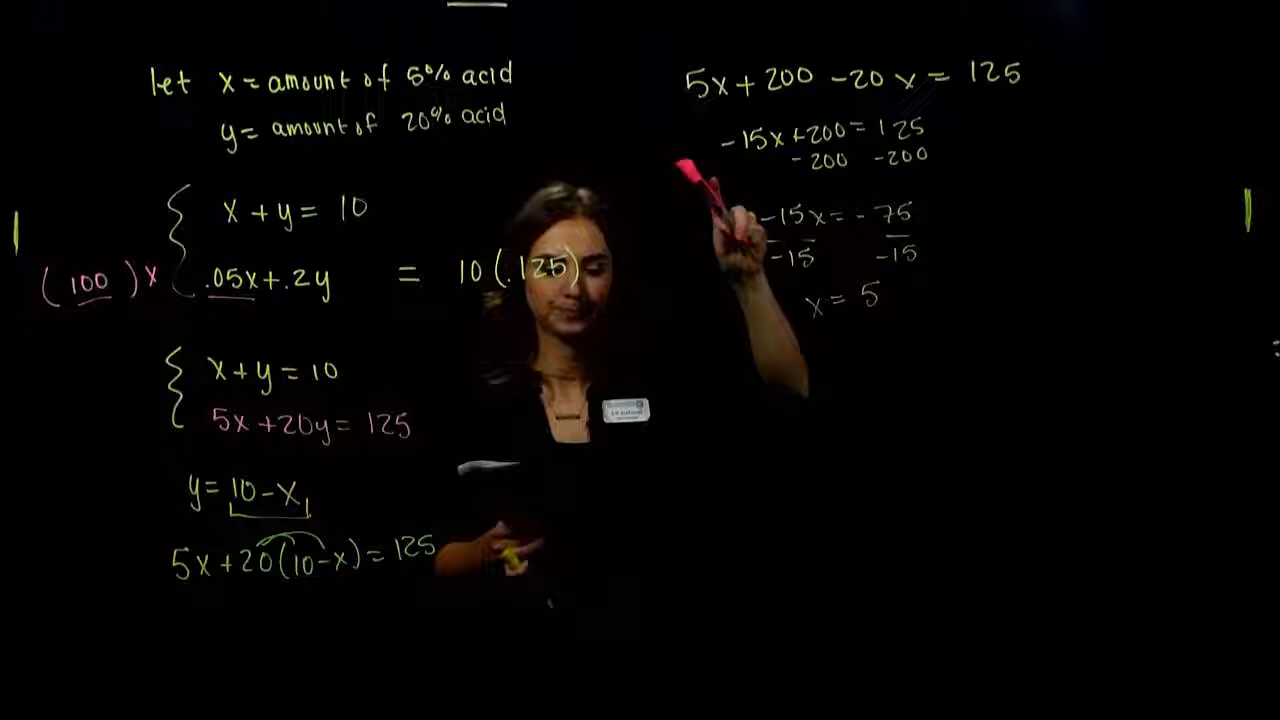 let x = amount of 5% acid
y = amount of 20% acid
x + y = 10
(100) x .05x + .2y = 10(.125)
x + y = 10
5x + 20y = 125
y = 10 - x
5x + 20(10 - x) = 125
5x + 200 - 20x = 125
-15x + 200 = 125
-200 -200
-15x = -75
-15 -15
x = 5